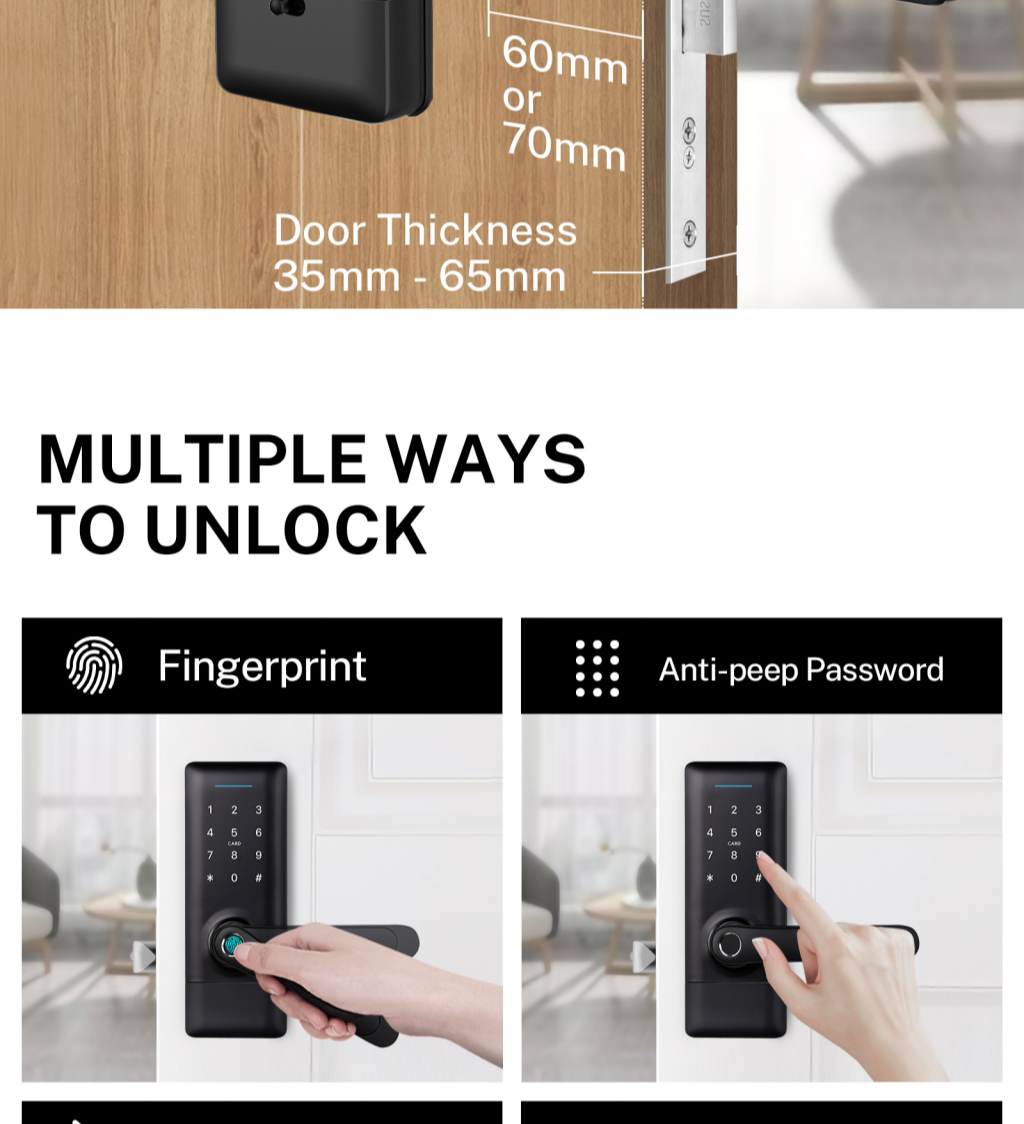 60mm
or
70mm
Door Thickness
35mm - 65mm
MULTIPLE WAYS
TO UNLOCK
Fingerprint
Anti-peep Password
1 2 3
4 5 6
CARD
7 8 9
* 0 #
1 2 3
4 5 6
CARD
7 8 9
* 0 #